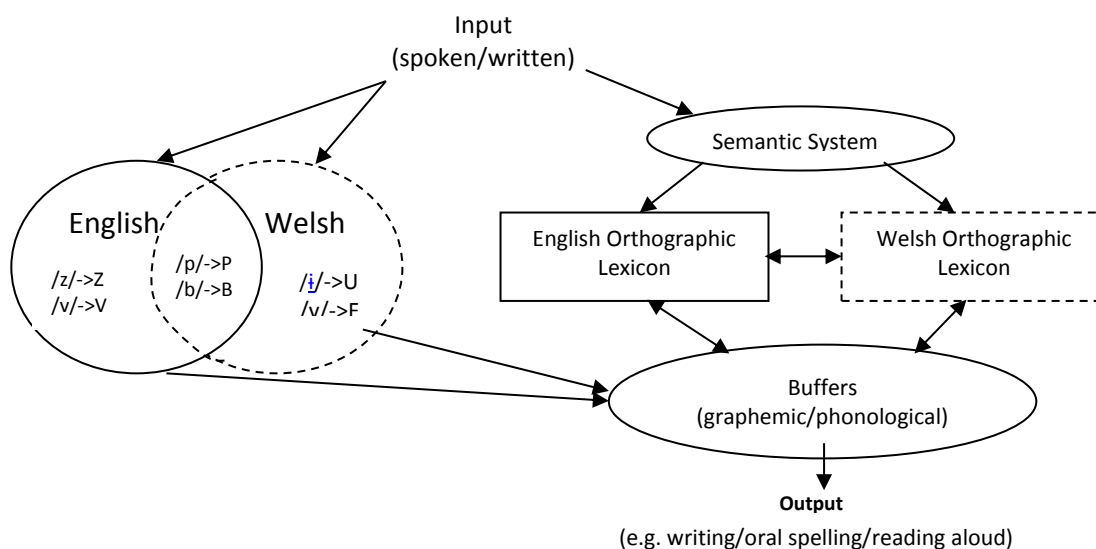 Input
(spoken/written)
Semantic System
English
Welsh
/z/->Z
/v/->V
/p/->P
/b/->B
/ɨ/->U
/v/->F
English Orthographic
Lexicon
Welsh Orthographic
Lexicon
Buffers
(graphemic/phonological)
Output
(e.g. writing/oral spelling/reading aloud)